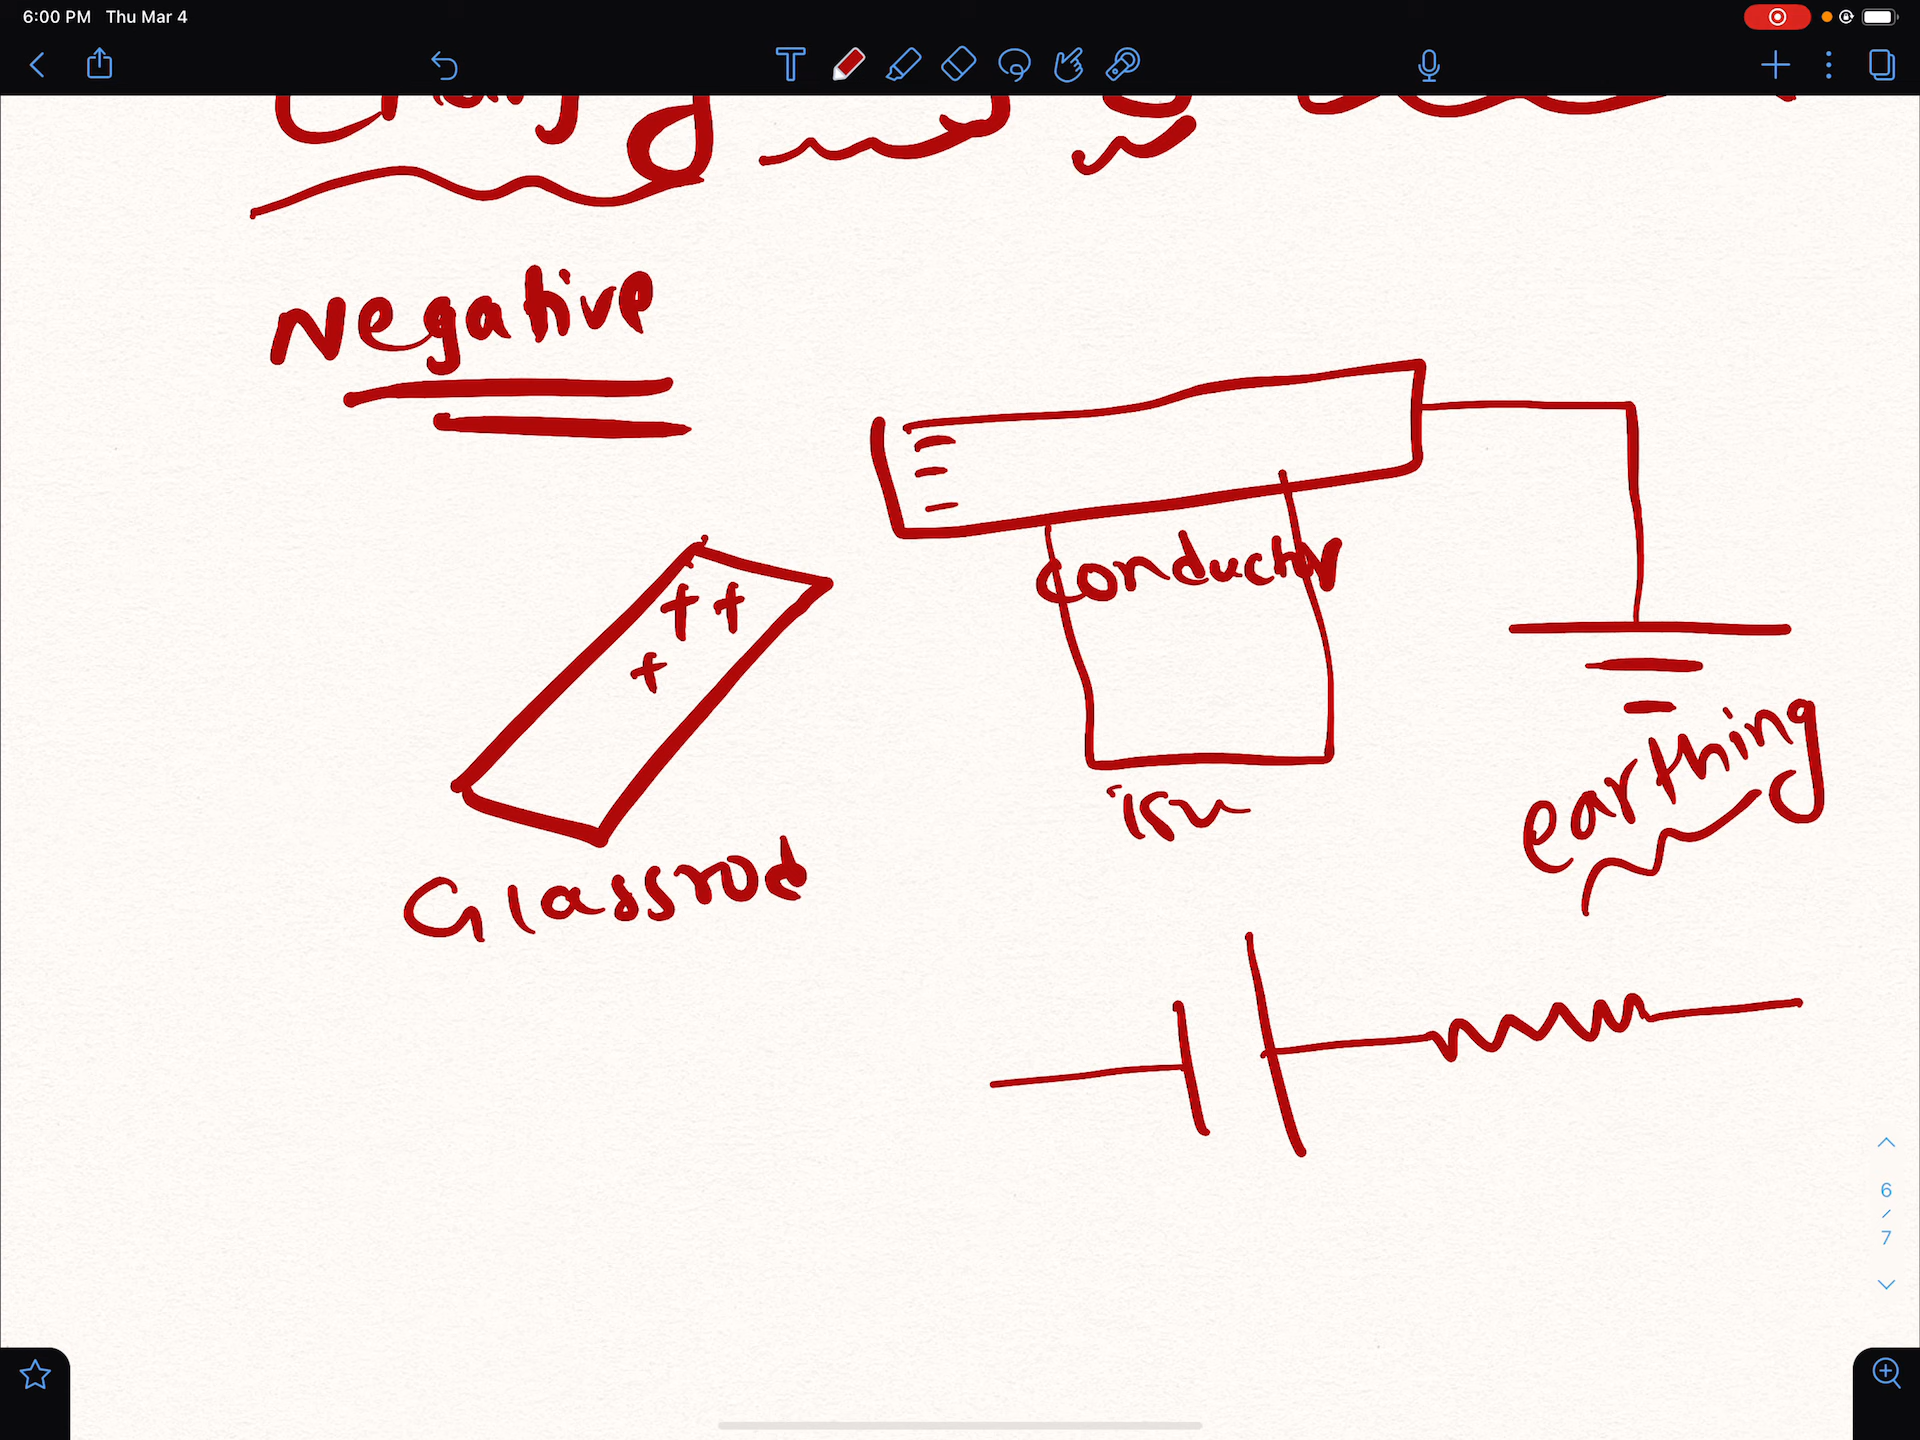 6:00 PM Thu Mar 4
Negative
conductor
earthing
Glassrod
+ +
+
6
/
7